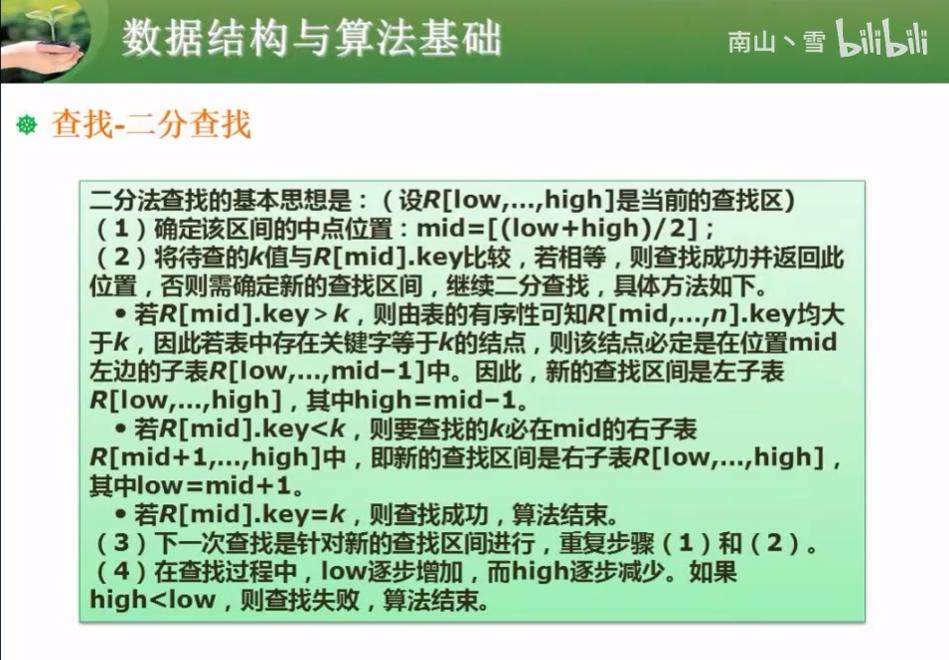 数据结构与算法基础
南山丶雪 bilibili
查找-二分查找
二分法查找的基本思想是：（设R[low,…,high]是当前的查找区)
（1）确定该区间的中点位置：mid=[(low+high)/2]；
（2）将待查的k值与R[mid].key比较，若相等，则查找成功并返回此
位置，否则需确定新的查找区间，继续二分查找，具体方法如下。
•若R[mid].key＞k，则由表的有序性可知R[mid,…,n].key均大
于k，因此若表中存在关键字等于k的结点，则该结点必定是在位置mid
左边的子表R[low,…,mid–1]中。因此，新的查找区间是左子表
R[low,…,high]，其中high=mid–1。
•若R[mid].key<k，则要查找的k必在mid的右子表
R[mid+1,…,high]中，即新的查找区间是右子表R[low,…,high]，
其中low=mid+1。
•若R[mid].key=k，则查找成功，算法结束。
（3）下一次查找是针对新的查找区间进行，重复步骤（1）和（2）。
（4）在查找过程中，low逐步增加，而high逐步减少。如果
high<low，则查找失败，算法结束。